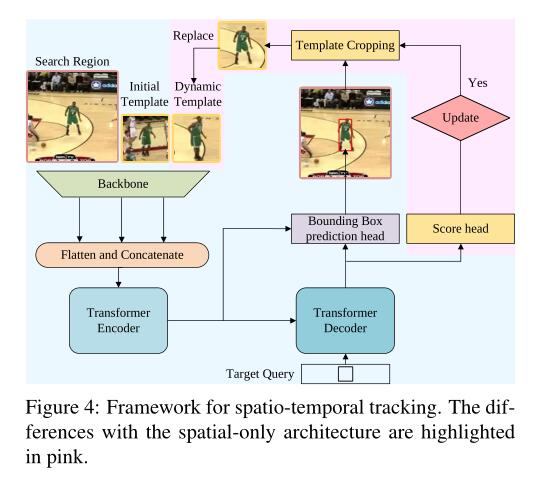 Replace
Template Cropping
Search Region
Initial
Template
Dynamic
Template
Yes
Update
Backbone
Bounding Box
prediction head
Score head
Flatten and Concatenate
Transformer
Encoder
Transformer
Decoder
Target Query
Figure 4: Framework for spatio-temporal tracking. The dif-
ferences with the spatial-only architecture are highlighted
in pink.